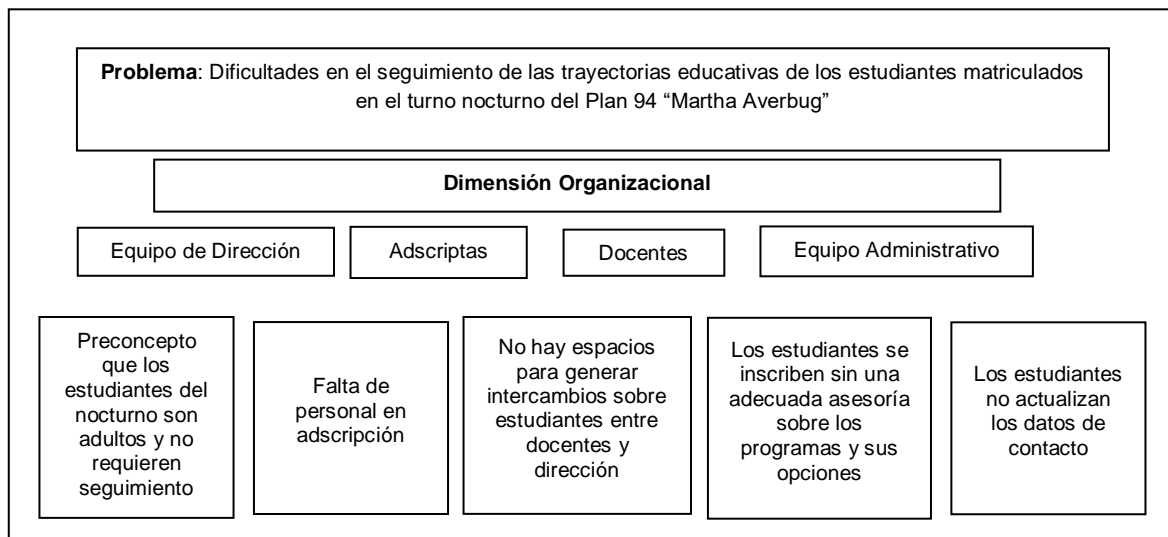 Problema: Dificultades en el seguimiento de las trayectorias educativas de los estudiantes matriculados
en el turno nocturno del Plan 94 “Martha Averbug”
Dimensión Organizacional
Equipo de Dirección
Adscriptas
Docentes
Equipo Administrativo
Preconcepto
que los
estudiantes del
nocturno son
adultos y no
requieren
seguimiento
Falta de
personal en
adscripción
No hay espacios
para generar
intercambios sobre
estudiantes entre
docentes y
dirección
Los estudiantes se
inscriben sin una
adecuada asesoría
sobre los
programas y sus
opciones
Los estudiantes
no actualizan
los datos de
contacto